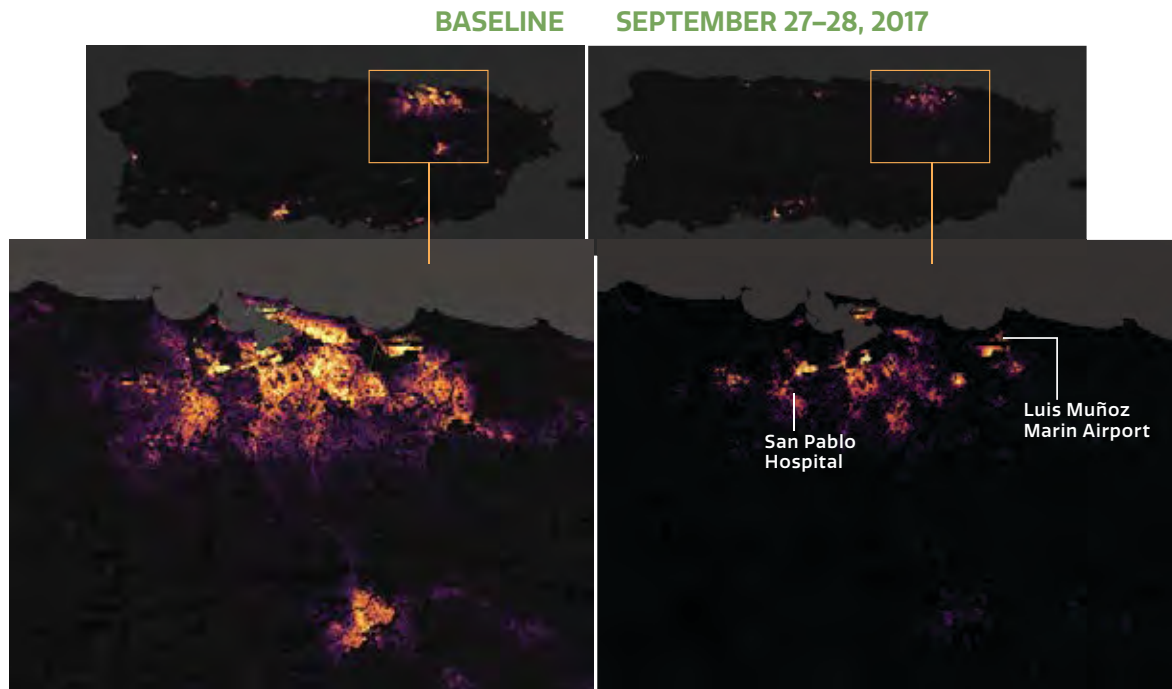 BASELINE
SEPTEMBER 27–28, 2017
San Pablo
Hospital
Luis Muñoz
Marin Airport